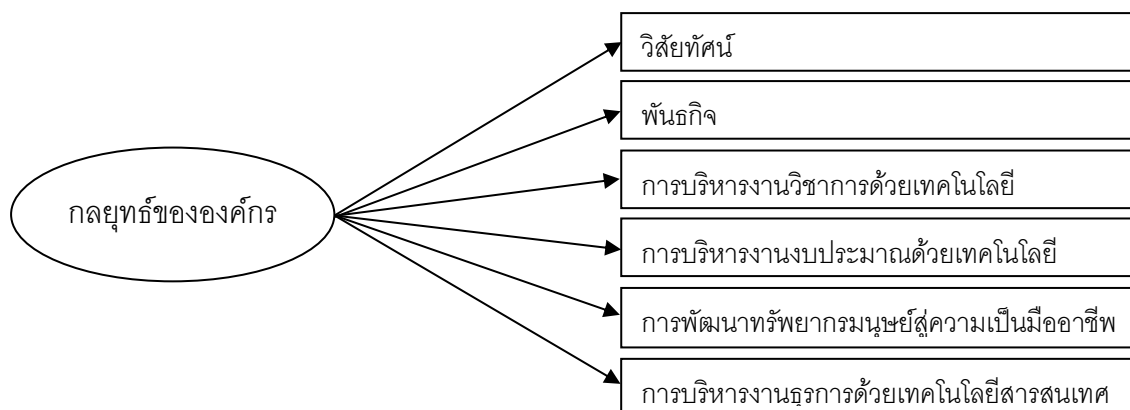 วิสัยทัศน์
พันธกิจ
การบริหารงานวิชาการด้วยเทคโนโลยี
กลยุทธ์ขององค์กร
การบริหารงานงบประมาณด้วยเทคโนโลยี
การพัฒนาทรัพยากรมนุษย์สู่ความเป็นมืออาชีพ
การบริหารงานธุรการด้วยเทคโนโลยีสารสนเทศ